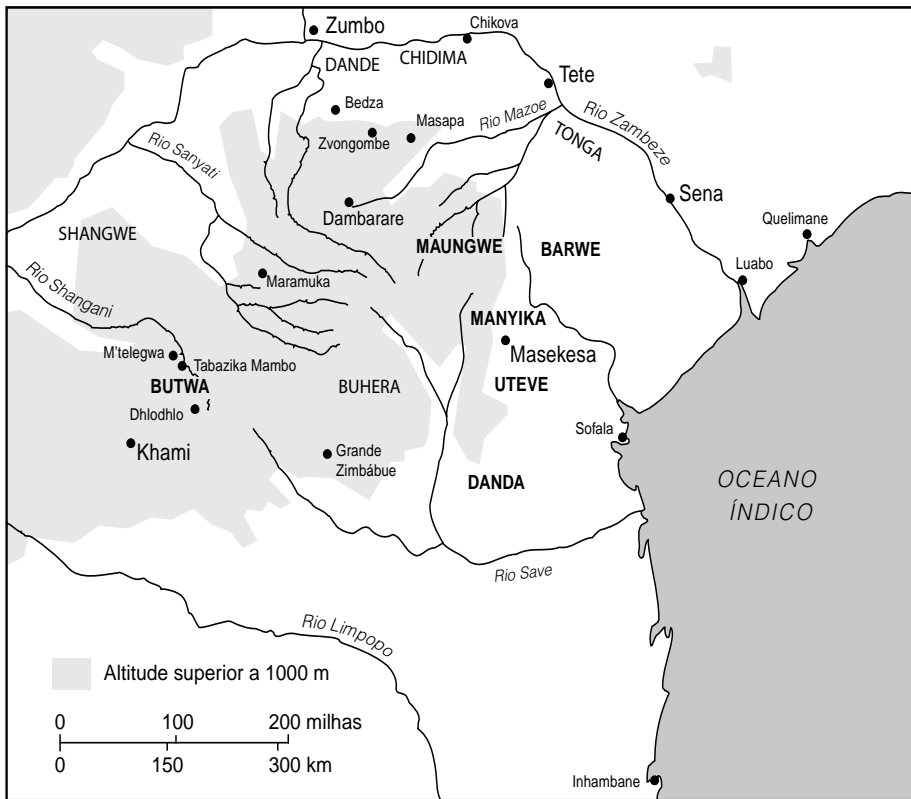 Zumbo
Chikova
DANDE
CHIDIMA
Tete
Bedza
Masapa
Rio Mazoe
Rio Zambeze
Zvongombe
TONGA
Rio Sanyati
Dambarare
Sena
Quelimane
SHANGWE
MAUNGWE
BARWE
Luabo
Maramuka
Rio Shangani
MANYIKA
Masekesa
M'telegwa
Tabazika Mambo
BUTWA
BUHERA
UTEVE
Dhlodhlo
Sofala
Khami
Grande
Zimbábue
DANDA
OCEANO
ÍNDICO
Rio Save
Rio Limpopo
Altitude superior a 1000 m
0 100 200 milhas
0 150 300 km
Inhambane